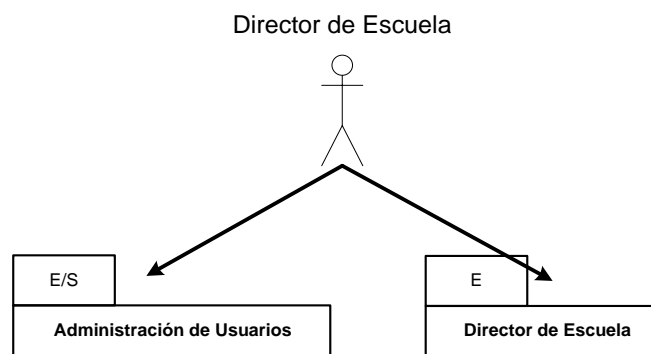 Director de Escuela
E/S
E
Administración de Usuarios
Director de Escuela